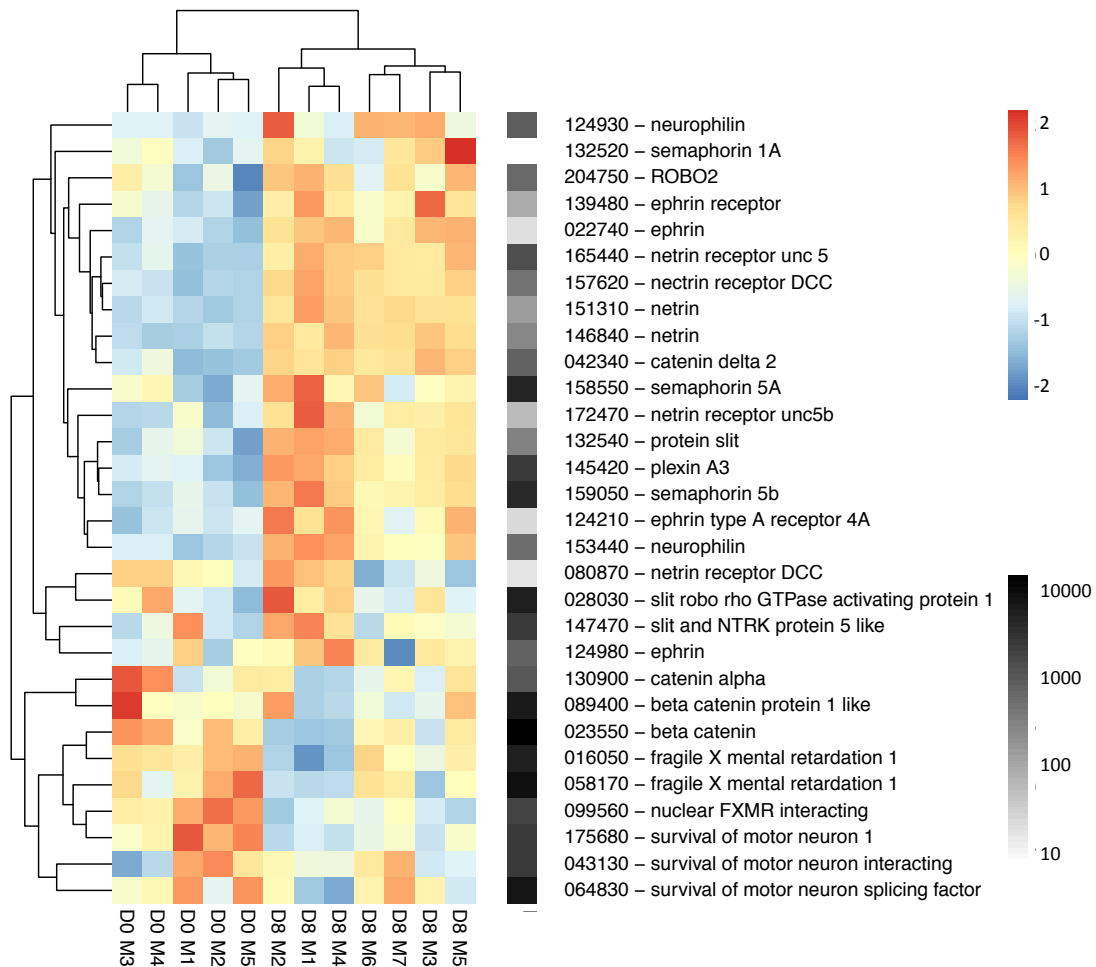 124930 – neurophilin
132520 – semaphorin 1A
204750 – ROBO2
139480 – ephrin receptor
022740 – ephrin
165440 – netrin receptor unc 5
157620 – nectrin receptor DCC
151310 – netrin
146840 – netrin
042340 – catenin delta 2
158550 – semaphorin 5A
172470 – netrin receptor unc5b
132540 – protein slit
145420 – plexin A3
159050 – semaphorin 5b
124210 – ephrin type A receptor 4A
153440 – neurophilin
080870 – netrin receptor DCC
028030 – slit robo rho GTPase activating protein 1
147470 – slit and NTRK protein 5 like
124980 – ephrin
130900 – catenin alpha
089400 – beta catenin protein 1 like
023550 – beta catenin
016050 – fragile X mental retardation 1
058170 – fragile X mental retardation 1
099560 – nuclear FXMR interacting
175680 – survival of motor neuron 1
043130 – survival of motor neuron interacting
064830 – survival of motor neuron splicing factor
2
1
0
-1
-2
10000
1000
100
10
D0 M3
D0 M4
D0 M1
D0 M2
D0 M5
D8 M2
D8 M1
D8 M4
D8 M6
D8 M7
D8 M3
D8 M5